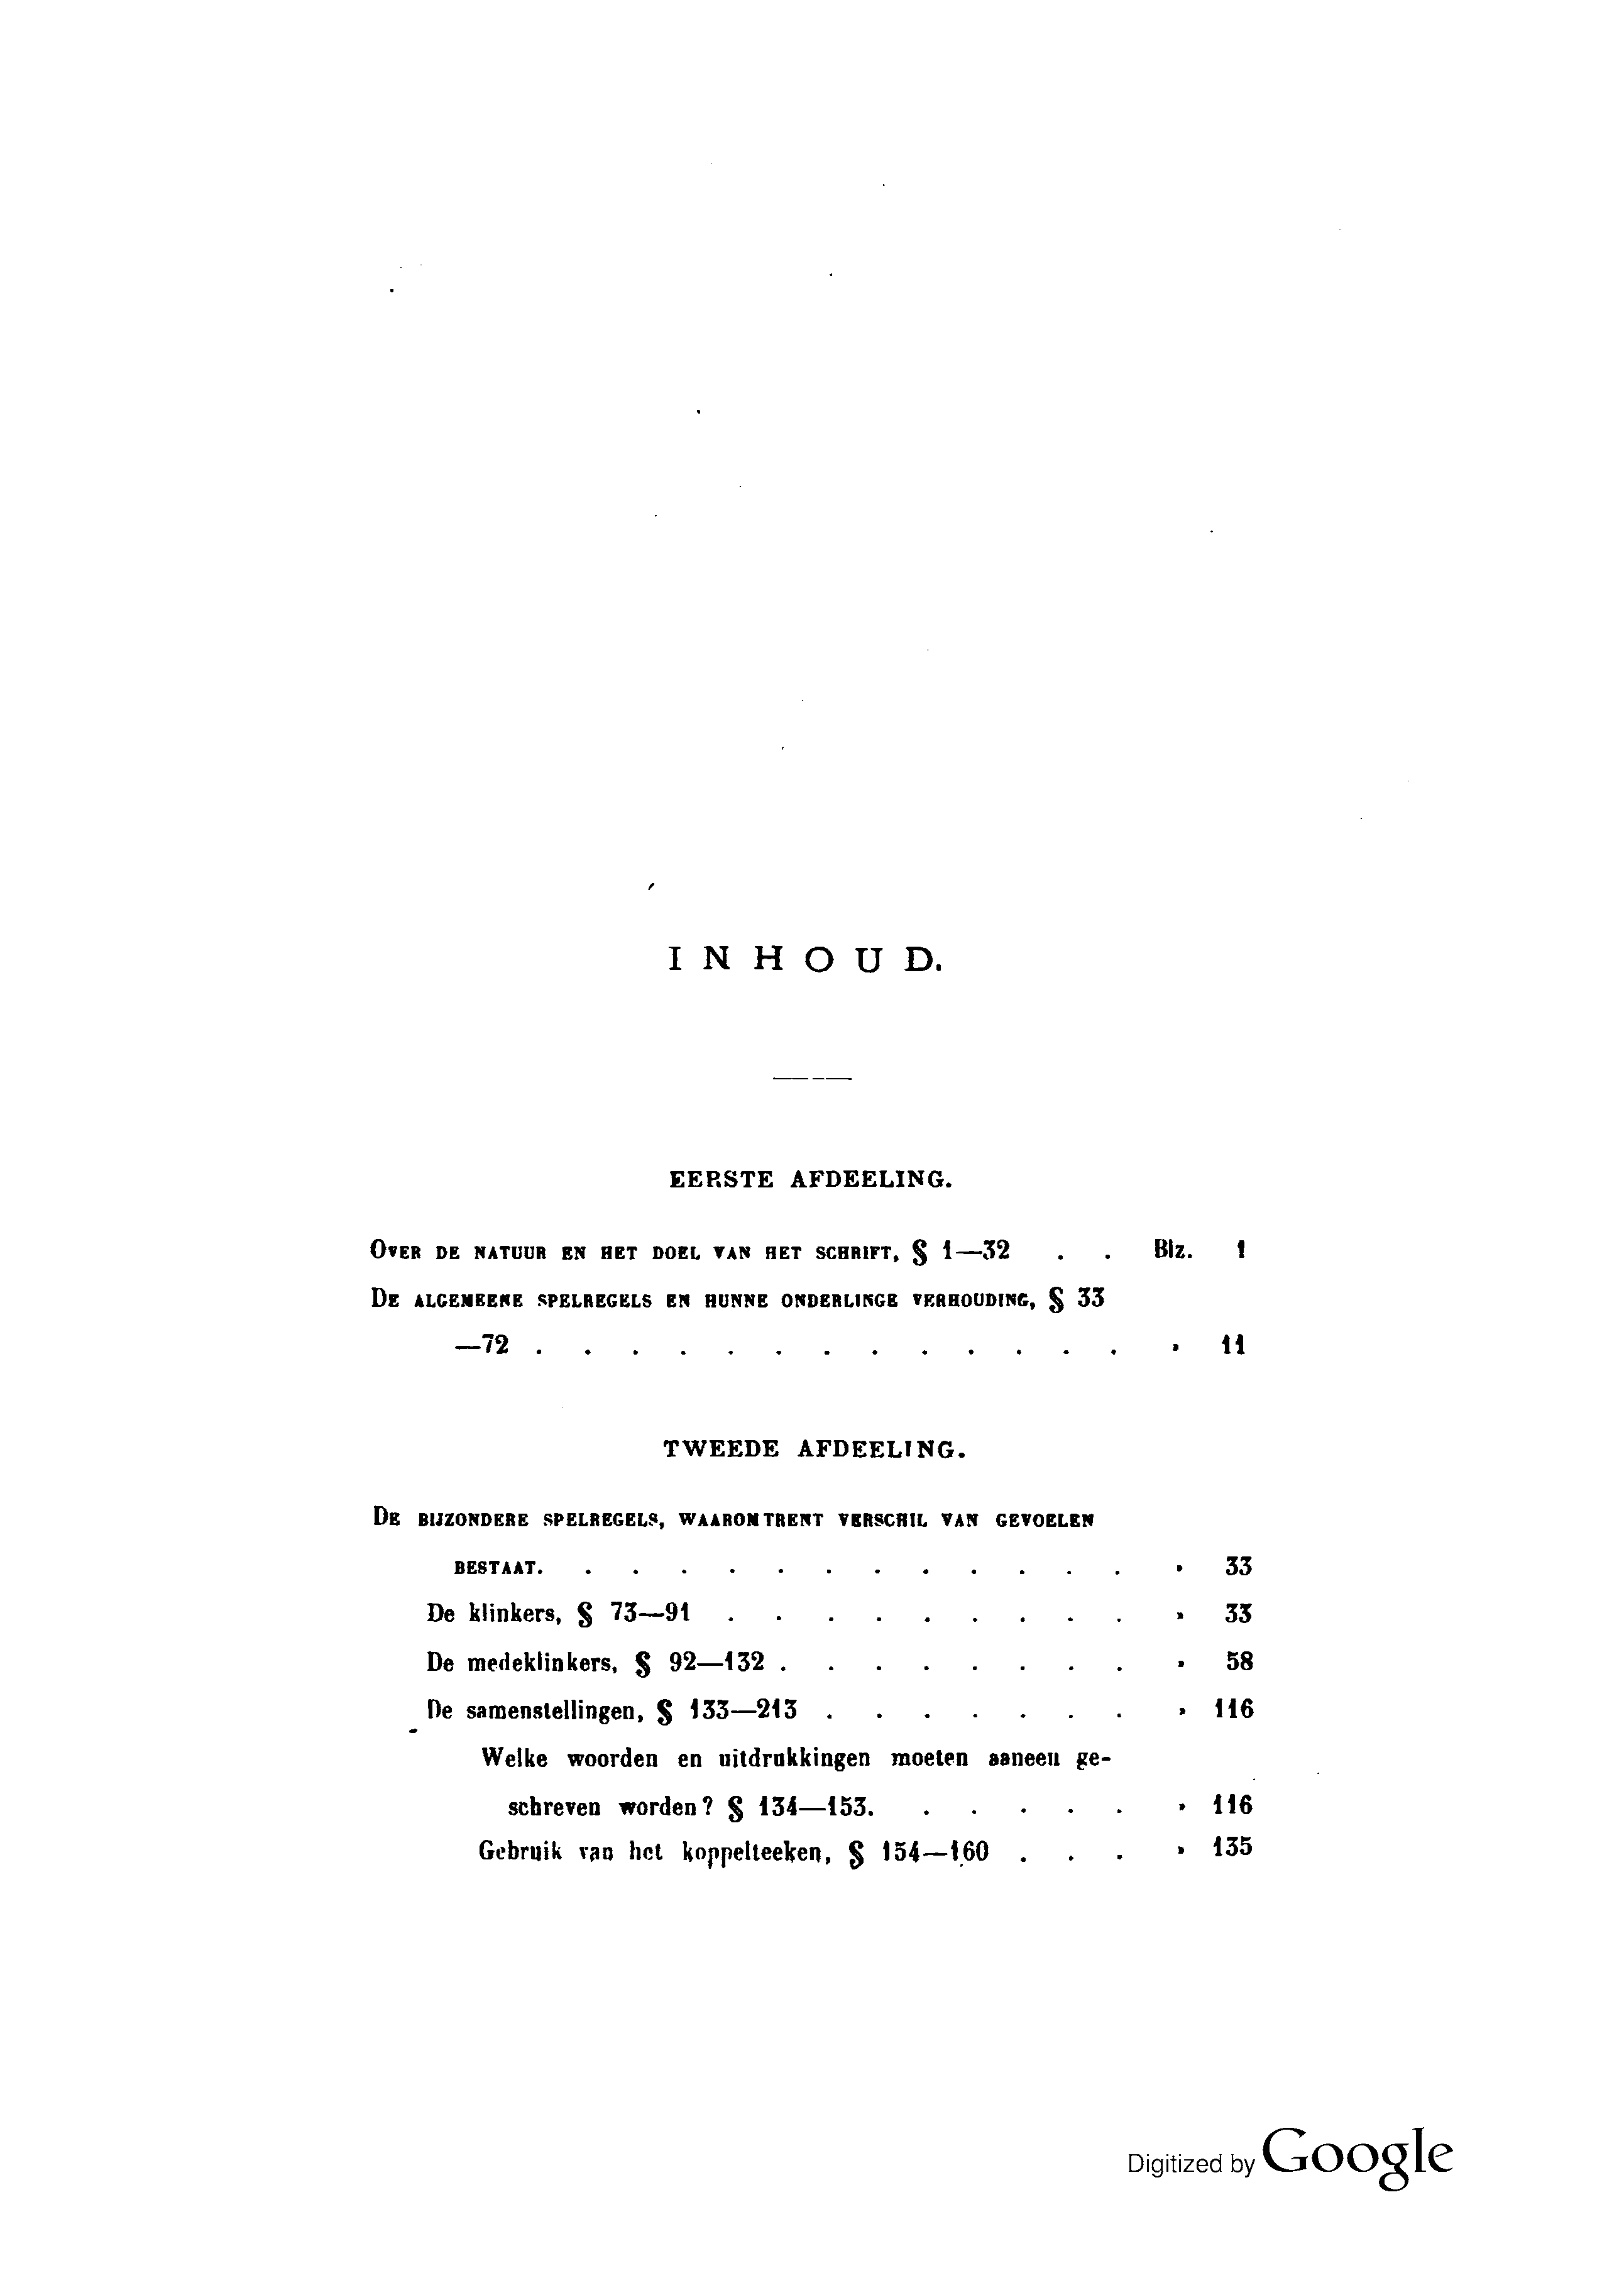 INHOUD.
EERSTE AFDEELING.
OVER DE NATUUR EN HET DOEL VAN HET SCHRIFT, § 1—32 . . Blz. 1
DE ALGEMEENE SPELREGELS EN HUNNE ONDERLINGE VERHOUDING, § 33
—72 . . . . . . . . . . . . . » 11
TWEEDE AFDEELING.
DE BIJZONDERE SPELREGELS, WAAROMTRENT VERSCHIL VAN GEVOELEN
BESTAAT. . . . . . . . . . . . . » 33
De klinkers, § 73—91 . . . . . . . . . » 33
De medeklinkers, § 92—132 . . . . . . . . » 58
De samenstellingen, § 133—213 . . . . . . . » 116
Welke woorden en uitdrukkingen moeten aaneen ge-
schreven worden? § 134—153. . . . . . » 116
Gebruik van het koppelteeken, § 154—160 . . . » 135
Digitized by Google